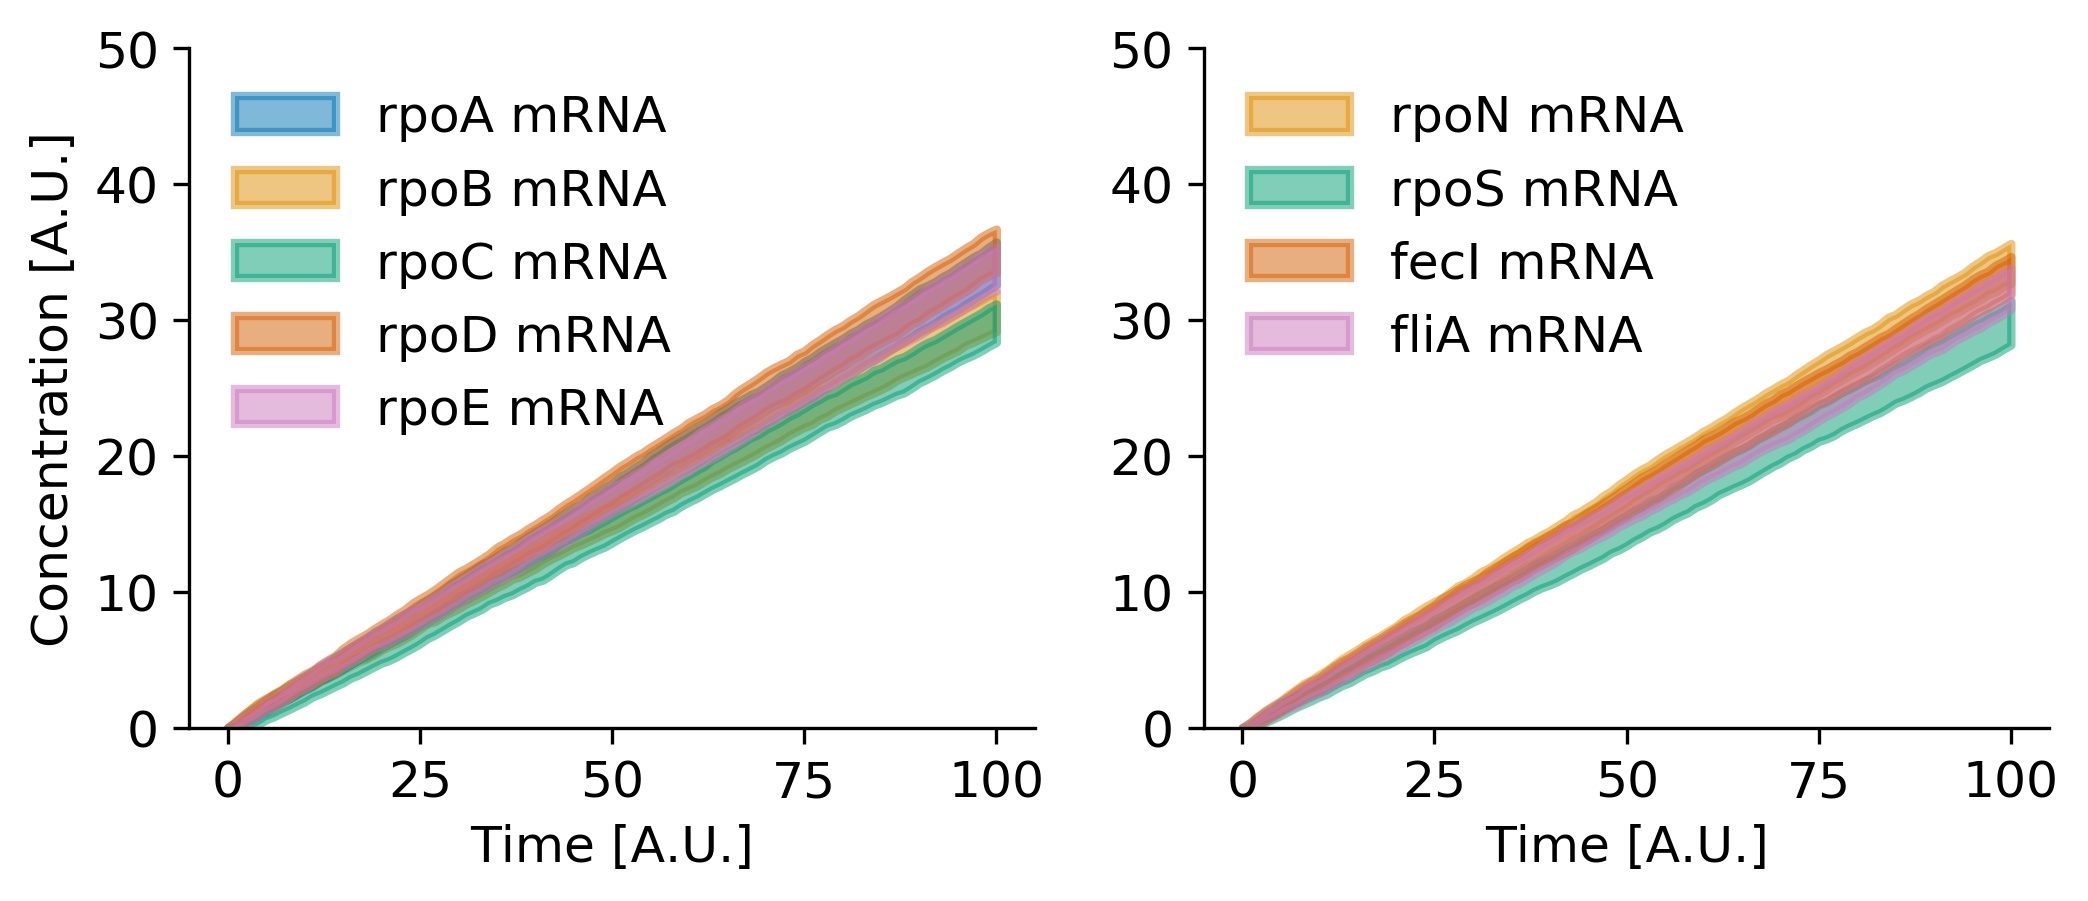 50
40
30
20
10
0
Concentration [A.U.]
rpoA mRNA
rpoB mRNA
rpoC mRNA
rpoD mRNA
rpoE mRNA
0 25 50 75 100
Time [A.U.]
50
40
30
20
10
0
rpoN mRNA
rpoS mRNA
fecI mRNA
fliA mRNA
0 25 50 75 100
Time [A.U.]